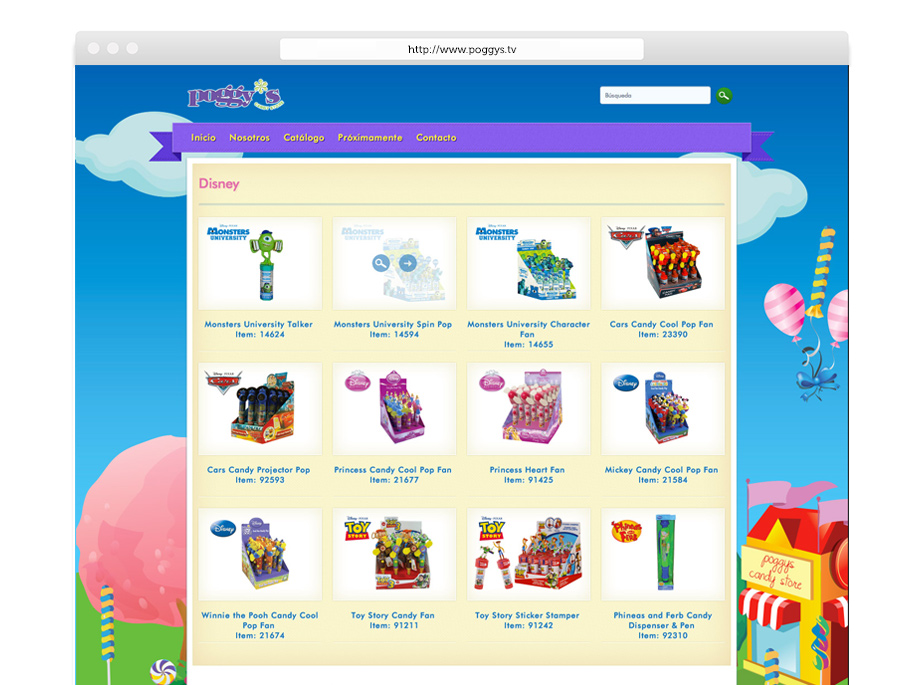 http://www.poggys.tv
poggy's
Búsqueda
Inicio Nosotros Catálogo Próximamente Contacto
Disney
MONSTERS UNIVERSITY
MONSTERS UNIVERSITY
MONSTERS UNIVERSITY
CARS
Monsters University Talker
Item: 14624
Monsters University Spin Pop
Item: 14594
Monsters University Character
Fan
Item: 14655
Cars Candy Cool Pop Fan
Item: 23390
CARS
Disney
Disney
Disney
Cars Candy Projector Pop
Item: 92593
Princess Candy Cool Pop Fan
Item: 21677
Princess Heart Fan
Item: 91425
Mickey Candy Cool Pop Fan
Item: 21584
Disney
TOY STORY
TOY STORY
PHINEAS and FERB
Winnie the Pooh Candy Cool
Pop Fan
Item: 21674
Toy Story Candy Fan
Item: 91211
Toy Story Sticker Stamper
Item: 91242
Phineas and Ferb Candy
Dispenser & Pen
Item: 92310
poggys
candy store